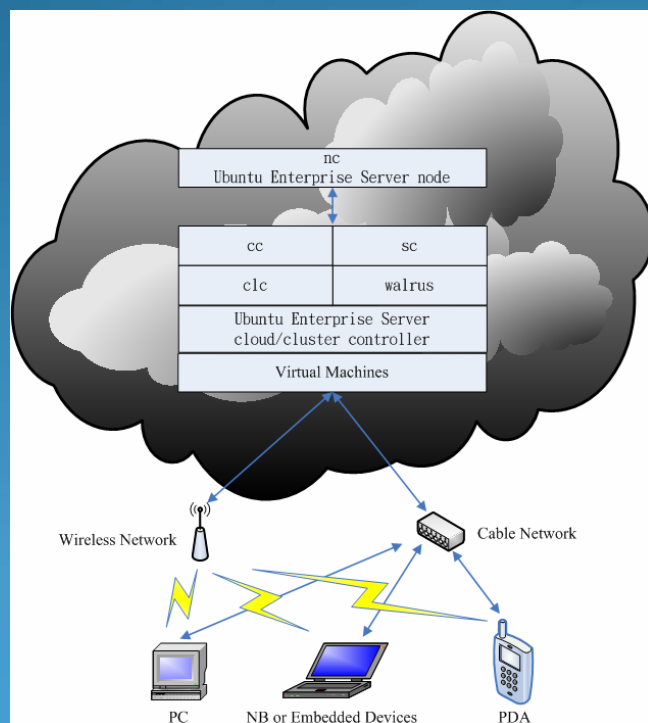 nc
Ubuntu Enterprise Server node
cc
sc
clc
walrus
Ubuntu Enterprise Server
cloud/cluster controller
Virtual Machines
Wireless Network
Cable Network
PC
NB or Embedded Devices
PDA